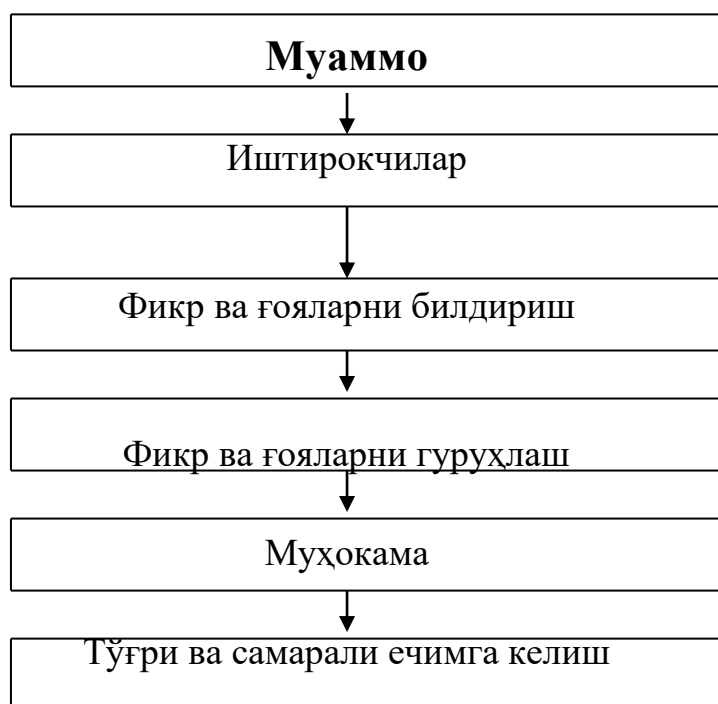 Муаммо
Иштирокчилар
Фикр ва ғояларни билдириш
Фикр ва ғояларни гуруҳлаш
Муҳокама
Тўғри ва самарали ечимга келиш